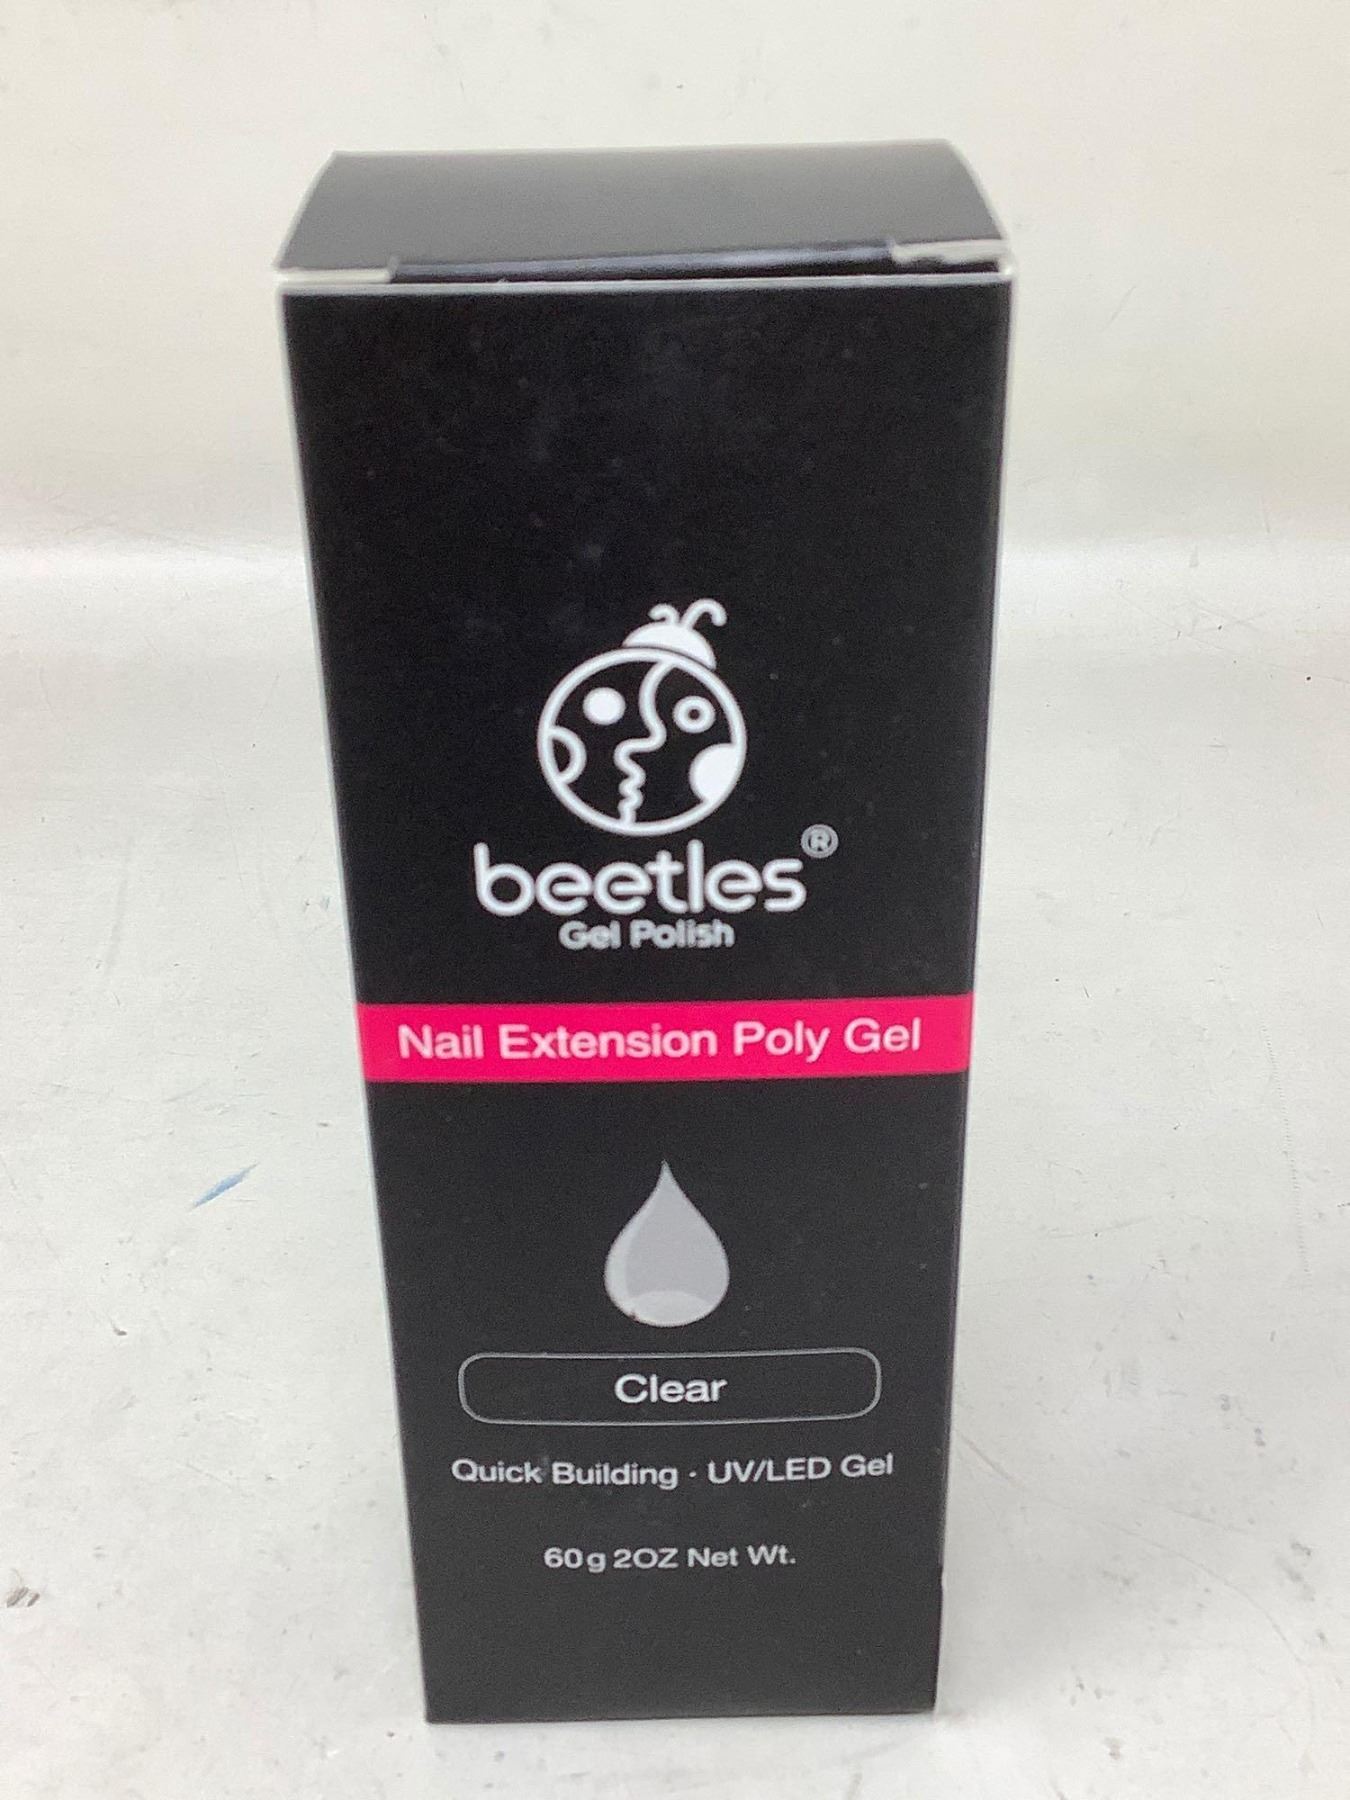 beetles®
Gel Polish
Nail Extension Poly Gel
Clear
Quick Building · UV/LED Gel
60g 2OZ Net Wt.